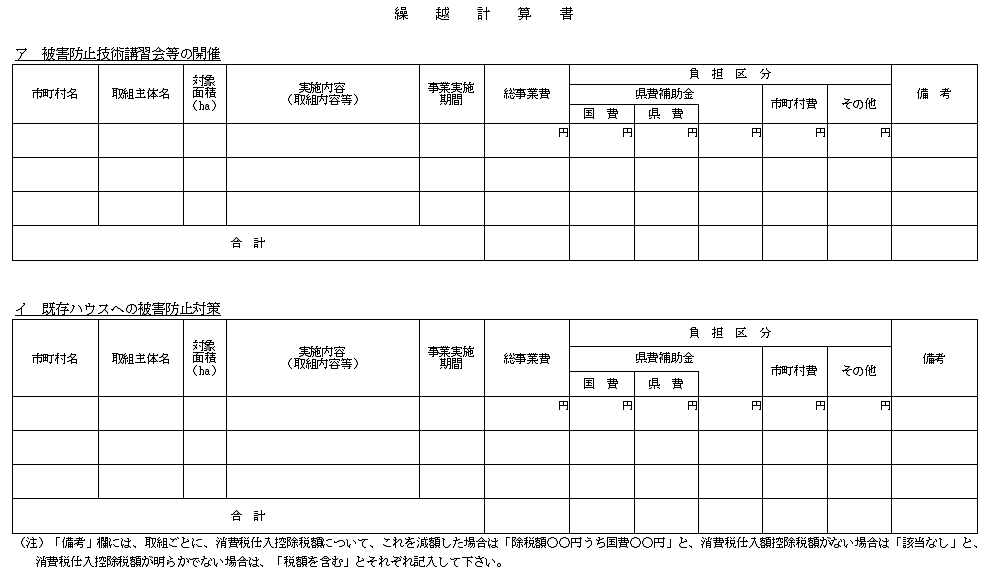 繰 越 計 算 書
ア 被害防止技術講習会等の開催
市町村名 取組主体名 対象面積(ha) 実施内容(取組内容等) 事業実施期間 総事業費 負 担 区 分 備 考
県費補助金 市町村費 その他
国 費 県 費
円 円 円 円 円 円
合 計
イ 既存ハウスへの被害防止対策
市町村名 取組主体名 対象面積(ha) 実施内容(取組内容等) 事業実施期間 総事業費 負 担 区 分 備考
県費補助金 市町村費 その他
国 費 県 費
円 円 円 円 円 円
合 計
(注)「備考」欄には、取組ごとに、消費税仕入控除税額について、これを減額した場合は「除税額〇〇円うち国費〇〇円」と、消費税仕入額控除税額がない場合は「該当なし」と、
消費税仕入控除税額が明らかでない場合は、「税額を含む」とそれぞれ記入して下さい。